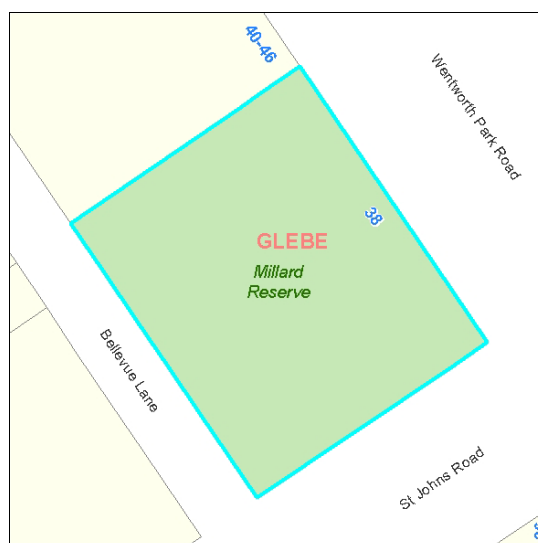 40-46
Wentworth Park Road
38
GLEBE
Millard
Reserve
Bellevue Lane
St Johns Road